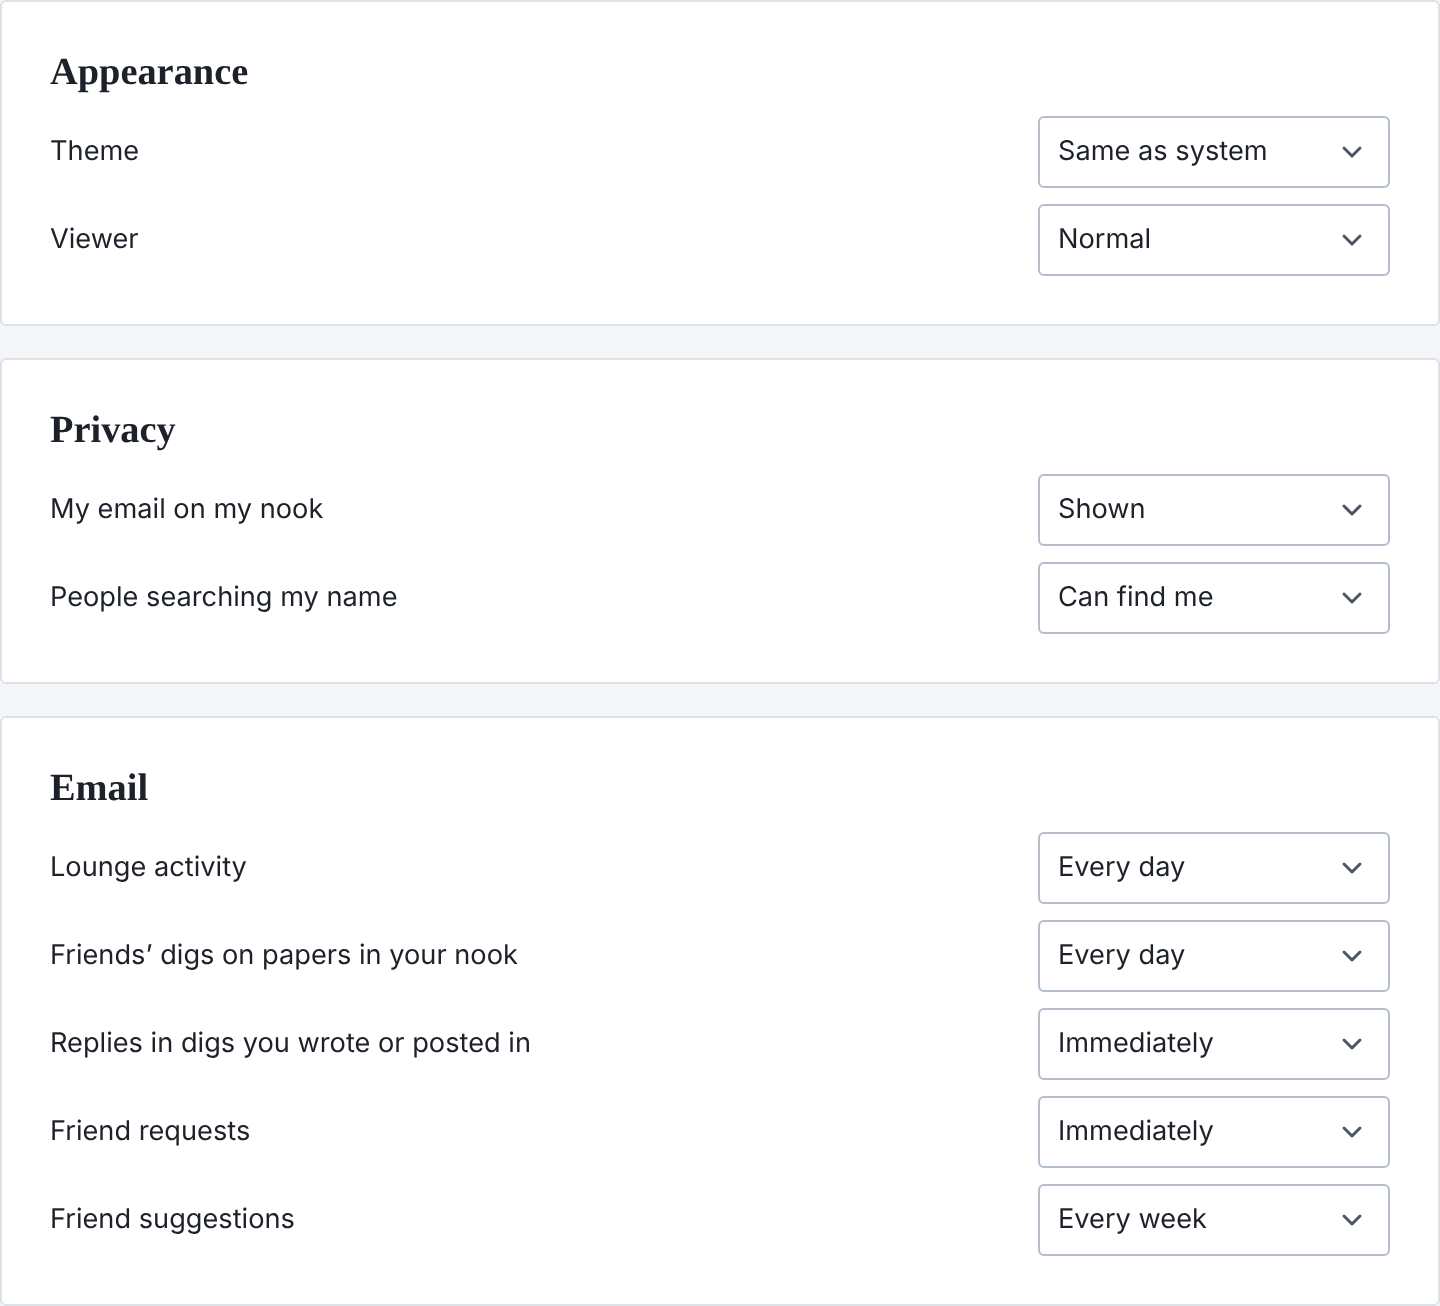 Appearance
Theme
Same as system
Viewer
Normal
Privacy
My email on my nook
Shown
People searching my name
Can find me
Email
Lounge activity
Every day
Friends’ digs on papers in your nook
Every day
Replies in digs you wrote or posted in
Immediately
Friend requests
Immediately
Friend suggestions
Every week